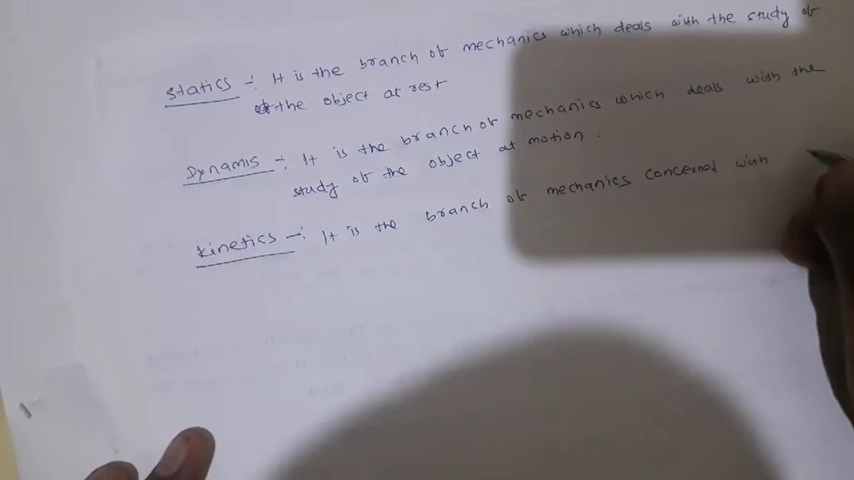 Statics -: It is the branch of mechanics which deals with the study of
the object at rest
Dynamis -: It is the branch of mechanics which deals with the
study of the object at motion.
Kinetics -: It is the branch of mechanics concerned with